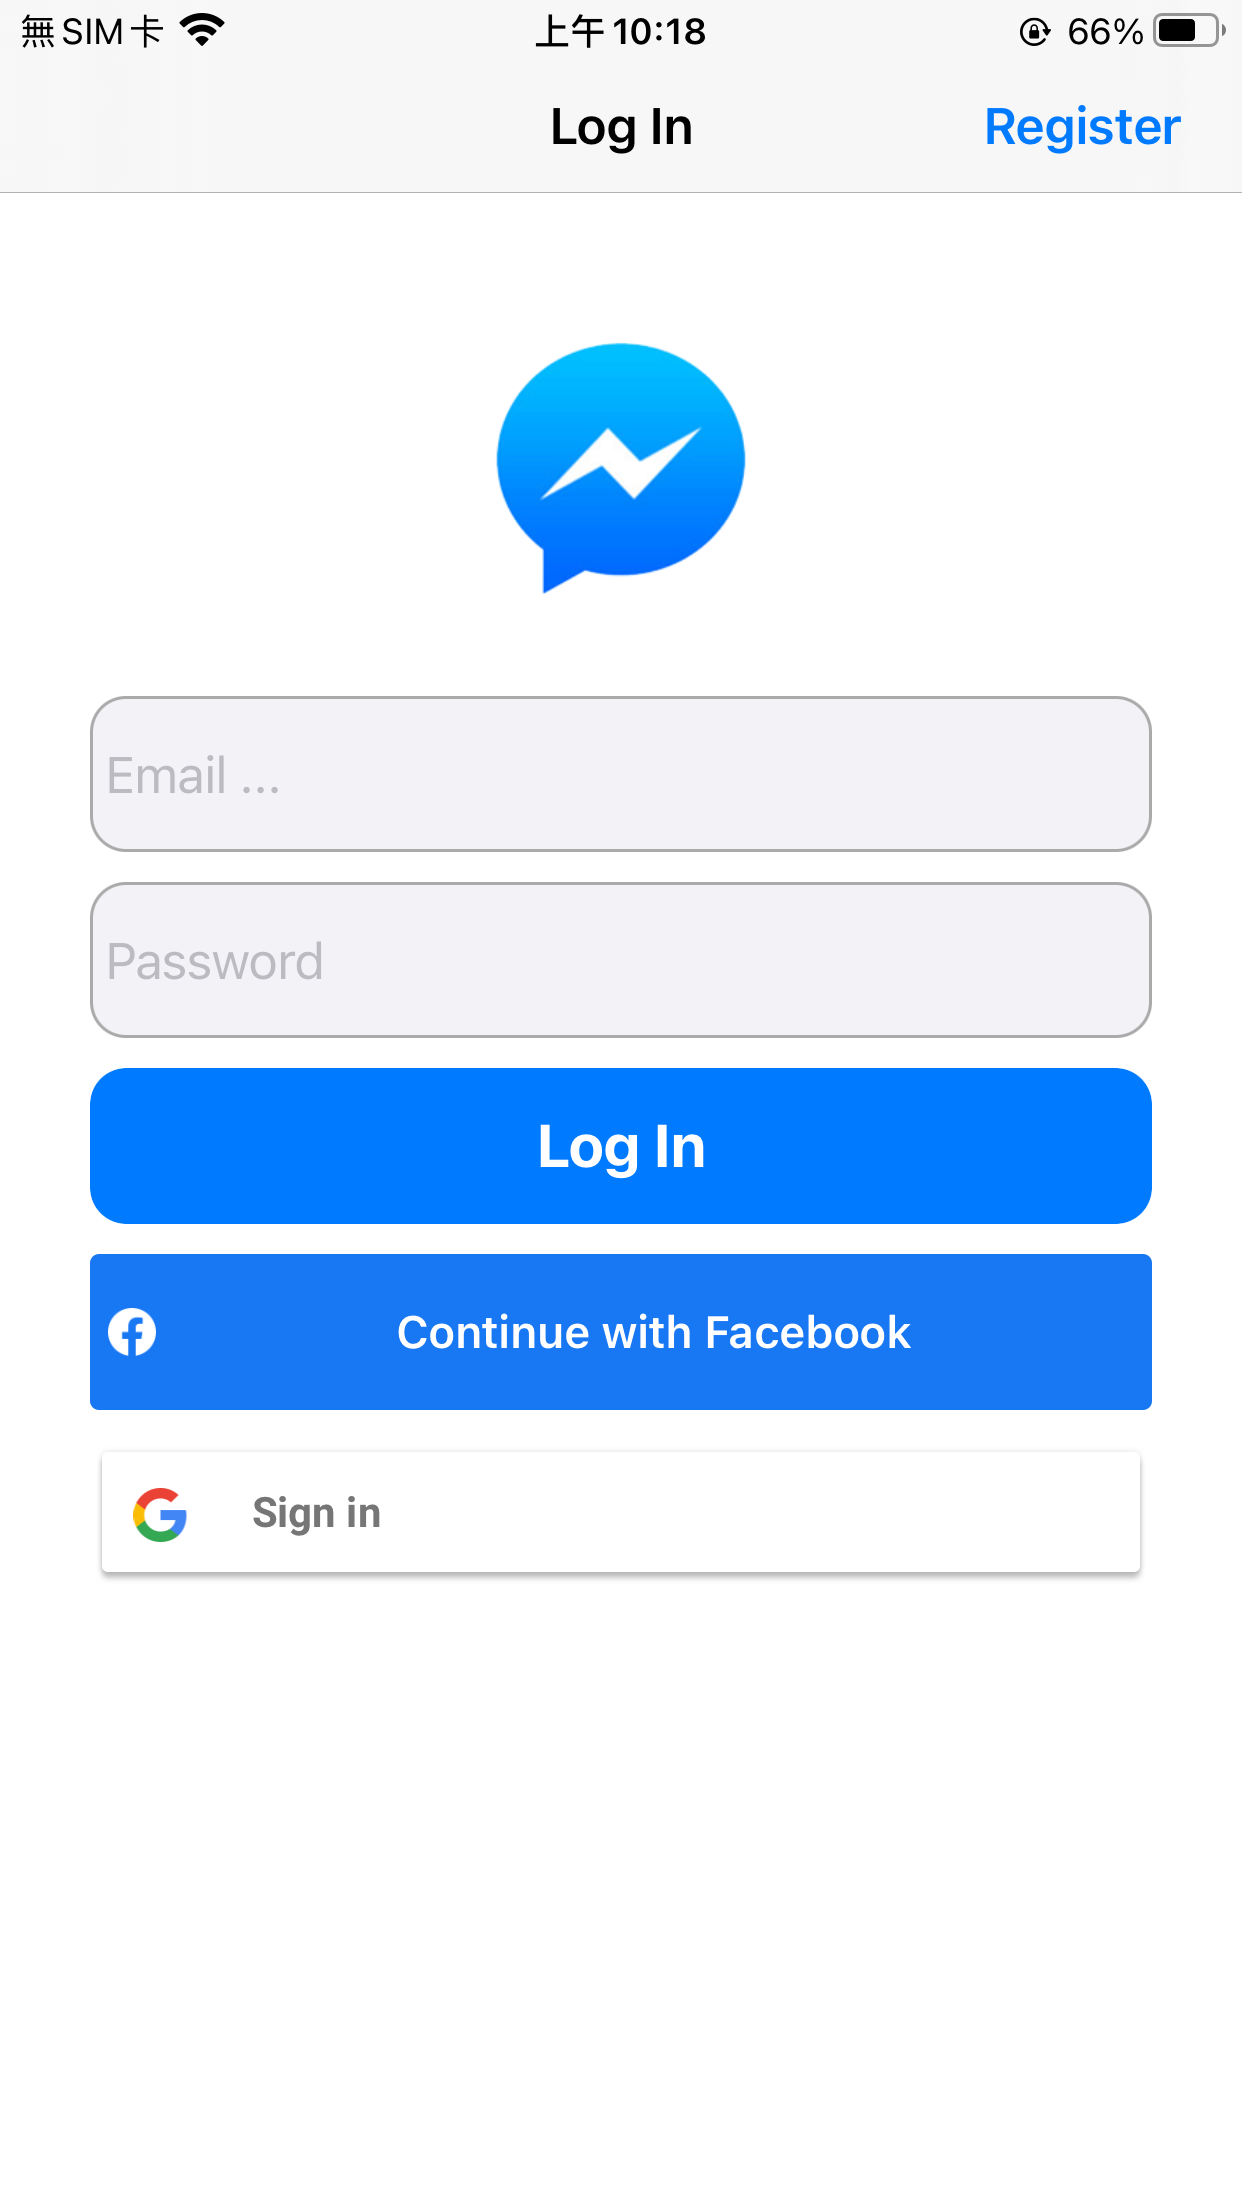 無SIM卡 上午10:18 66%
Log In Register
Email ...
Password
Log In
Continue with Facebook
Sign in